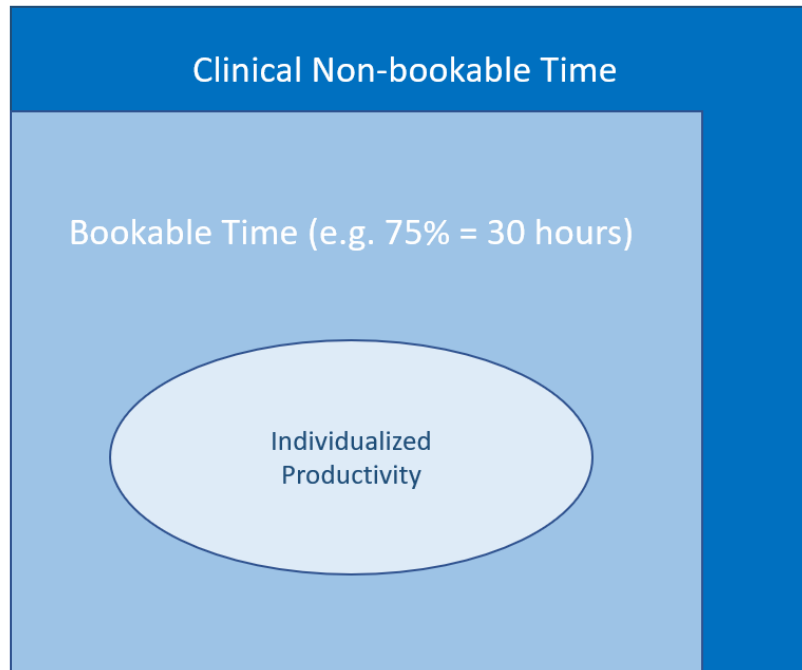 Clinical Non-bookable Time
Bookable Time (e.g. 75% = 30 hours)
Individualized
Productivity